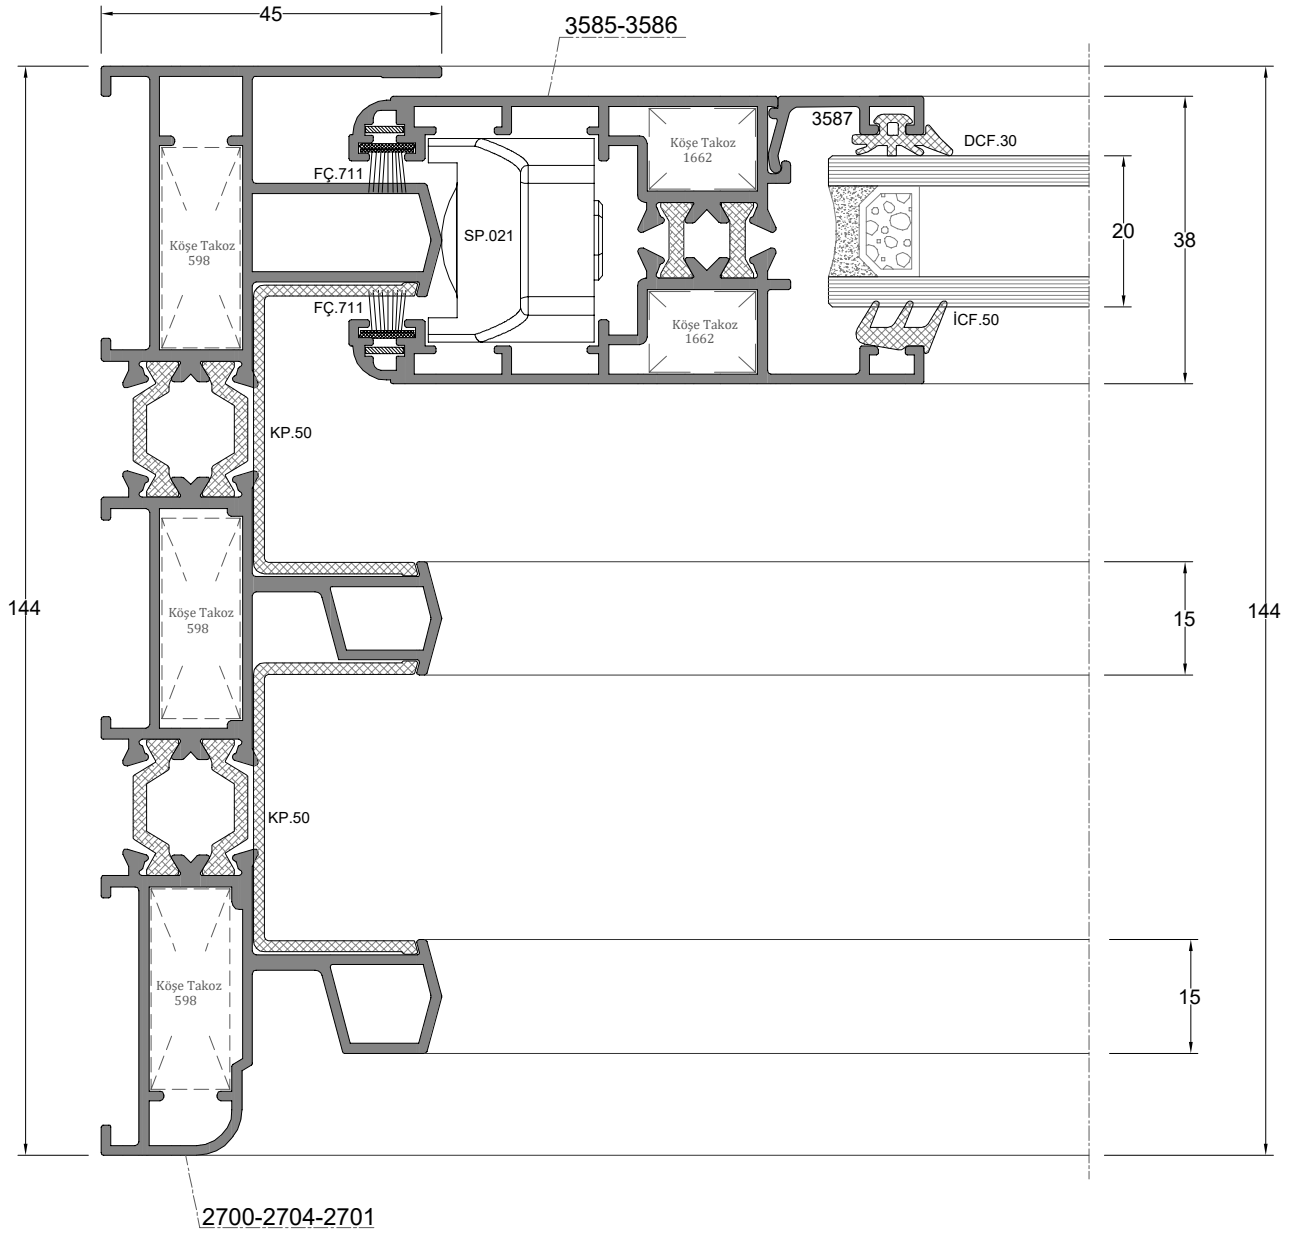 45
3585-3586
3587
DCF.30
Köşe Takoz
1662
FÇ.711
SP.021
20
38
Köşe Takoz
598
FÇ.711
İCF.50
Köşe Takoz
1662
KP.50
144
Köşe Takoz
598
15
144
KP.50
Köşe Takoz
598
15
2700-2704-2701